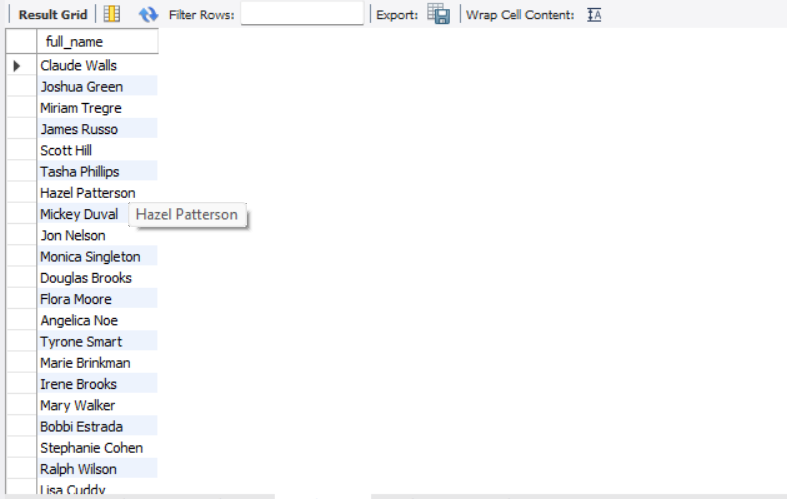 Result Grid Filter Rows: Export: Wrap Cell Content: IA
full_name
Claude Walls
Joshua Green
Miriam Tregre
James Russo
Scott Hill
Tasha Phillips
Hazel Patterson
Mickey Duval Hazel Patterson
Jon Nelson
Monica Singleton
Douglas Brooks
Flora Moore
Angelica Noe
Tyrone Smart
Marie Brinkman
Irene Brooks
Mary Walker
Bobbi Estrada
Stephanie Cohen
Ralph Wilson
Lisa Cuddy